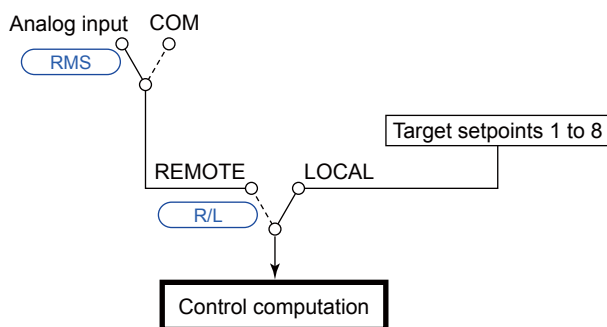 Analog input COM
RMS
Target setpoints 1 to 8
REMOTE LOCAL
R/L
Control computation